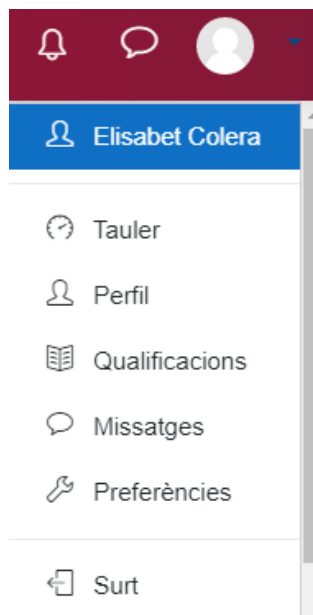 Elisabet Colera
Tauler
Perfil
Qualificacions
Missatges
Preferències
Surt